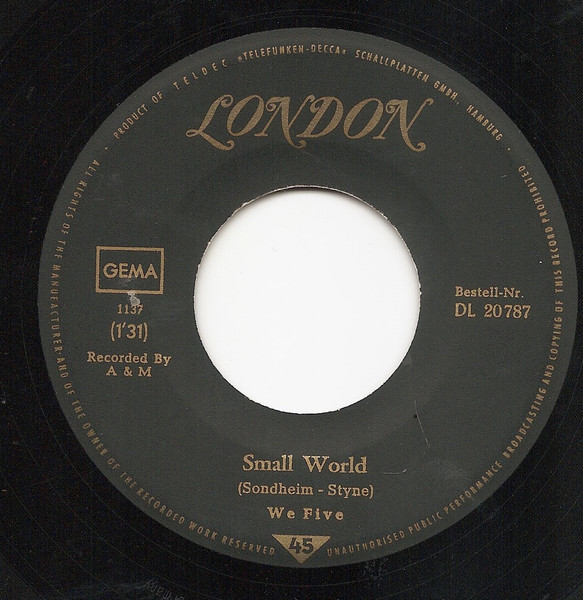 PRODUCT OF TELDEC »TELEFUNKEN-DECCA« SCHALLPLATTEN GMBH. HAMBURG ·
LONDON
GEMA
1137
(1'31)
Recorded By
A & M
Bestell-Nr.
DL 20787
Small World
(Sondheim - Styne)
We Five
45
ALL RIGHTS OF THE MANUFACTURER AND OF THE OWNER OF THE RECORDED WORK RESERVED
UNAUTHORISED PUBLIC PERFORMANCE BROADCASTING AND COPYING OF THIS RECORD PROHIBITED